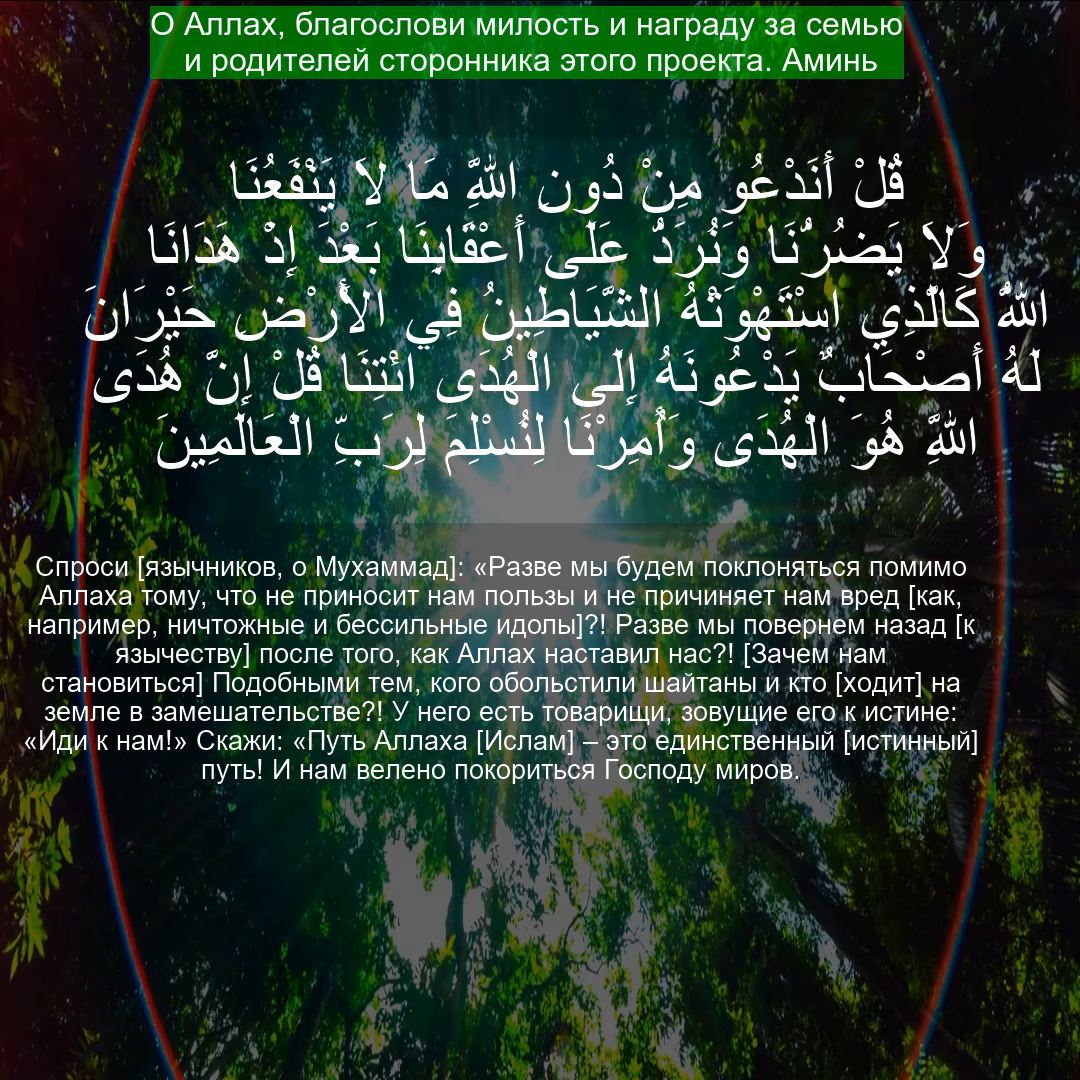 О Аллах, благослови милость и награду за семью
и родителей сторонника этого проекта. Аминь
قُلْ أَنَدْعُو مِنْ دُونِ اللَّهِ مَا لاَ يَنْفَعُنَا
وَلاَ يَضُرُّنَا وَنُرَدُّ عَلَى أَعْقَابِنَا بَعْدَ إِذْ هَدَانَا
اللَّهُ كَالَّذِي اسْتَهْوَتْهُ الشَّيَاطِينُ فِي الأَرْضِ حَيْرَانَ
لَهُ أَصْحَابٌ يَدْعُونَهُ إِلَى الْهُدَى ائْتِنَا قُلْ إِنَّ هُدَى
اللَّهِ هُوَ الْهُدَى وَأُمِرْنَا لِنُسْلِمَ لِرَبِّ الْعَالَمِينَ
Спроси [язычников, о Мухаммад]: «Разве мы будем поклоняться помимо
Аллаха тому, что не приносит нам пользы и не причиняет нам вред [как,
например, ничтожные и бессильные идолы]?! Разве мы повернем назад [к
язычеству] после того, как Аллах наставил нас?! [Зачем нам
становиться] Подобными тем, кого обольстили шайтаны и кто [ходит] на
земле в замешательстве?! У него есть товарищи, зовущие его к истине:
«Иди к нам!» Скажи: «Путь Аллаха [Ислам] – это единственный [истинный]
путь! И нам велено покориться Господу миров.